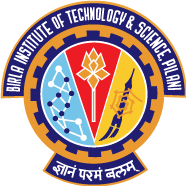 BIRLA INSTITUTE OF TECHNOLOGY & SCIENCE, PILANI
ज्ञानं परमं बलम्